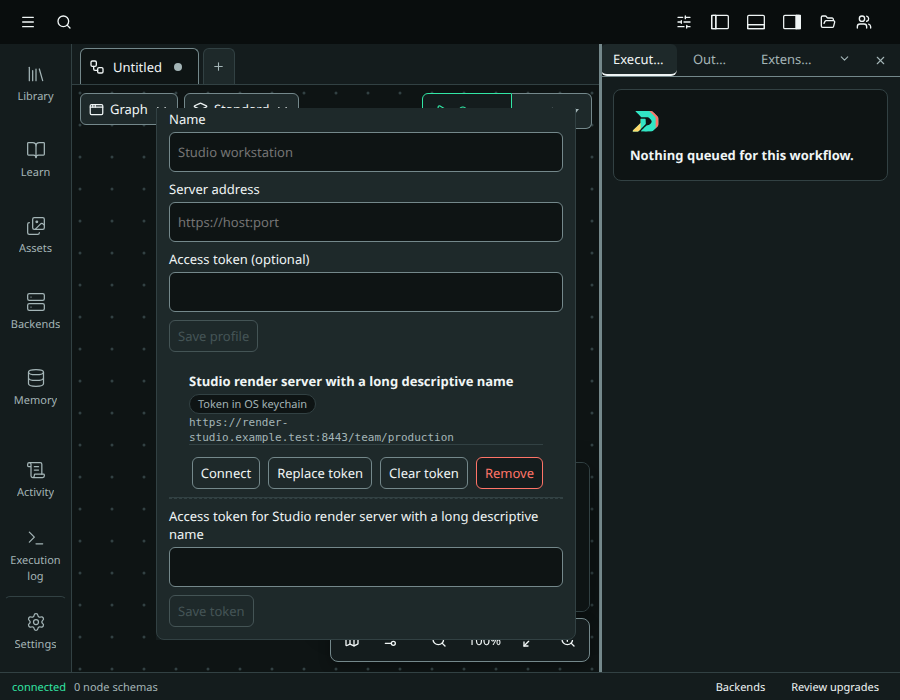 Untitled
+
Execut...
Out...
Extens...
Library
Learn
Assets
Backends
Memory
Activity
Execution
log
Settings
Graph
Standard
Name
Studio workstation
Server address
https://host:port
Access token (optional)
Save profile
Studio render server with a long descriptive name
Token in OS keychain
https://render-
studio.example.test:8443/team/production
Connect
Replace token
Clear token
Remove
Access token for Studio render server with a long descriptive
name
Save token
100%
Nothing queued for this workflow.
connected
0 node schemas
Backends
Review upgrades